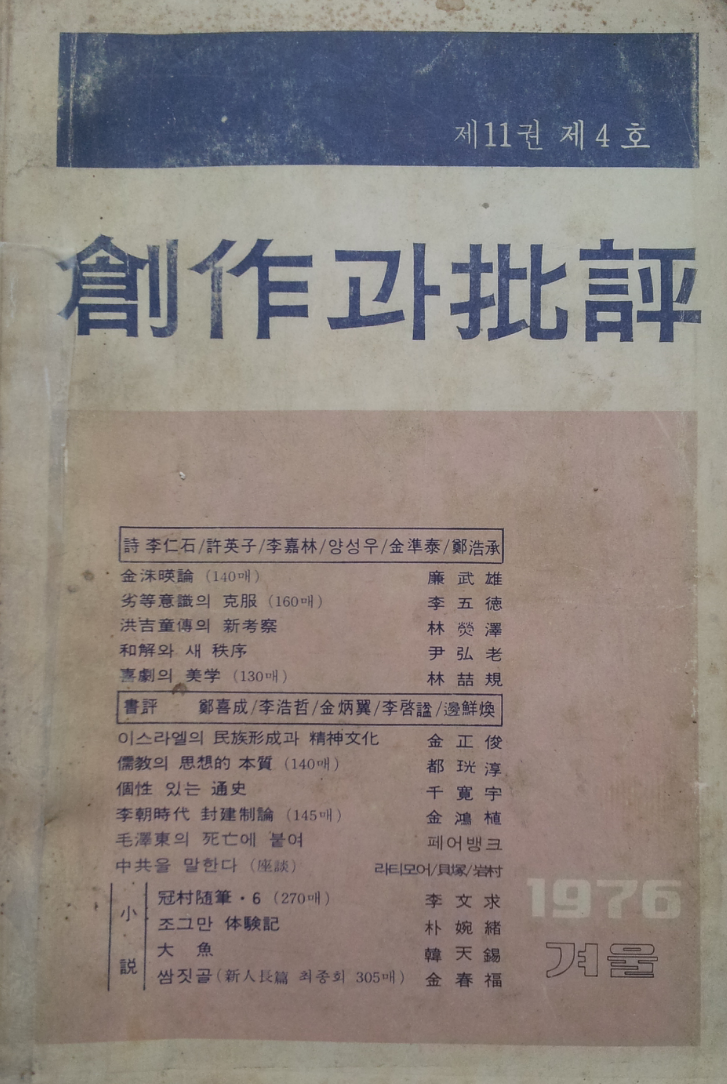 제11권 제4호
創作과批評
詩 李仁石/許英子/李嘉林/양성우/金準泰/鄭浩承
金洙暎論 (140매) 廉武雄
劣等意識의 克服 (160매) 李五德
洪吉童傳의 新考察 林熒澤
和解와 새 秩序 尹弘老
喜劇의 美学 (130매) 林喆規
書評 鄭喜成/李浩哲/金炳翼/李啓謚/邊鮮煥
이스라엘의 民族形成과 精神文化 金正俊
儒教의 思想的 本質 (140매) 都珖淳
個性 있는 通史 千寬宇
李朝時代 封建制論 (145매) 金鴻植
毛澤東의 死亡에 붙여 페어뱅크
中共을 말한다 (座談) 라티모어/貝塚/岩村
小説
冠村随筆·6 (270매) 李文求
조그만 体験記 朴婉緖
大魚 韓天錫
쌈짓골(新人長篇 최종회 305매) 金春福
1976
겨울